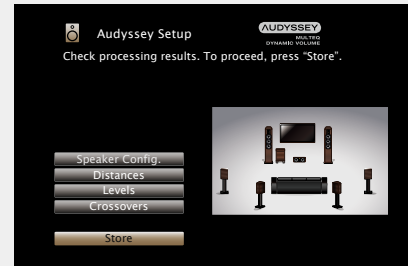 Audyssey Setup
AUDYSSEY
MULTEQ
DYNAMIC VOLUME
Check processing results. To proceed, press “Store”.
Speaker Config.
Distances
Levels
Crossovers
Store